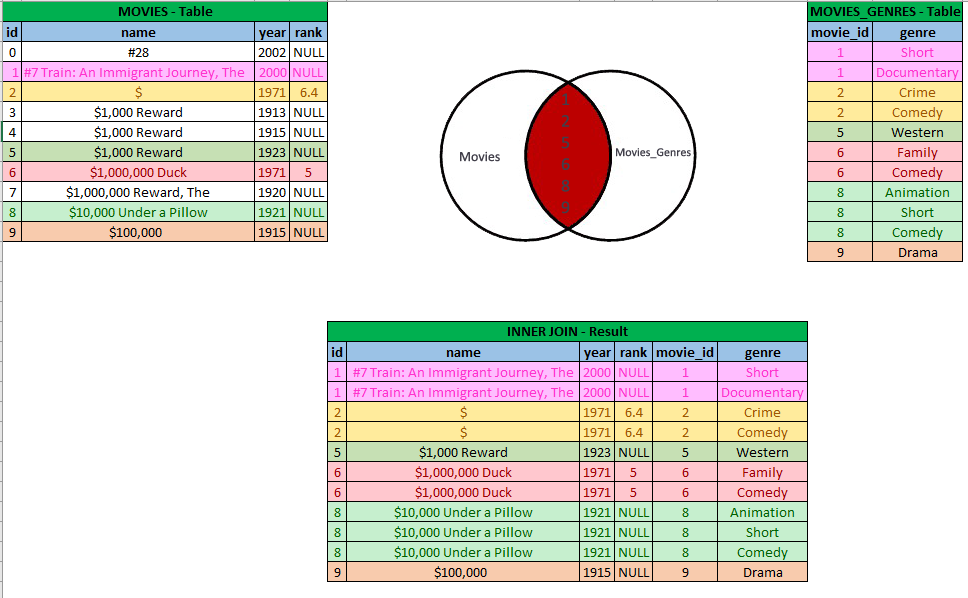 MOVIES - Table
id name year rank
0 #28 2002 NULL
1 #7 Train: An Immigrant Journey, The 2000 NULL
2 $ 1971 6.4
3 $1,000 Reward 1913 NULL
4 $1,000 Reward 1915 NULL
5 $1,000 Reward 1923 NULL
6 $1,000,000 Duck 1971 5
7 $1,000,000 Reward, The 1920 NULL
8 $10,000 Under a Pillow 1921 NULL
9 $100,000 1915 NULL
Movies
1
2
5
6
8
9
Movies_Genres
MOVIES_GENRES - Table
movie_id genre
1 Short
1 Documentary
2 Crime
2 Comedy
5 Western
6 Family
6 Comedy
8 Animation
8 Short
8 Comedy
9 Drama
INNER JOIN - Result
id name year rank movie_id genre
1 #7 Train: An Immigrant Journey, The 2000 NULL 1 Short
1 #7 Train: An Immigrant Journey, The 2000 NULL 1 Documentary
2 $ 1971 6.4 2 Crime
2 $ 1971 6.4 2 Comedy
5 $1,000 Reward 1923 NULL 5 Western
6 $1,000,000 Duck 1971 5 6 Family
6 $1,000,000 Duck 1971 5 6 Comedy
8 $10,000 Under a Pillow 1921 NULL 8 Animation
8 $10,000 Under a Pillow 1921 NULL 8 Short
8 $10,000 Under a Pillow 1921 NULL 8 Comedy
9 $100,000 1915 NULL 9 Drama